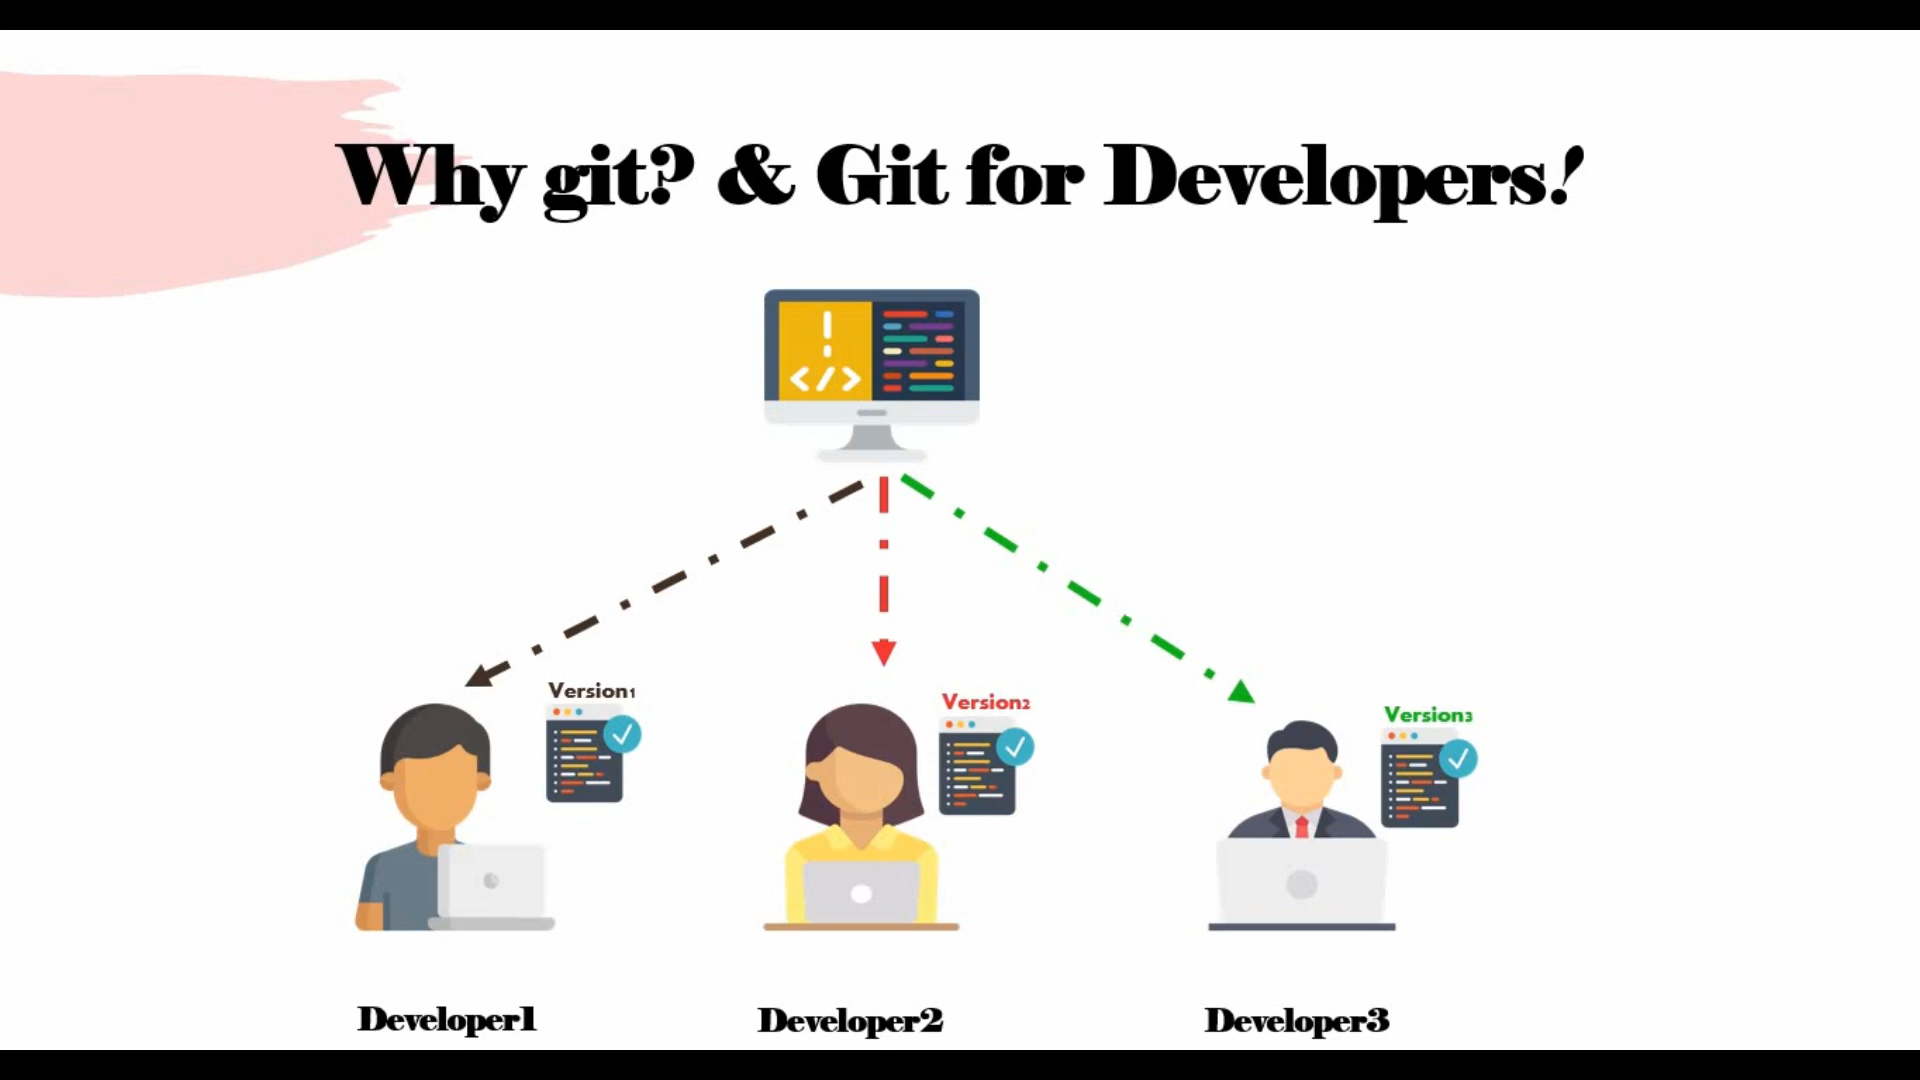 Why git? & Git for Developers!
</>
Version1
Version2
Version3
Developer1
Developer2
Developer3